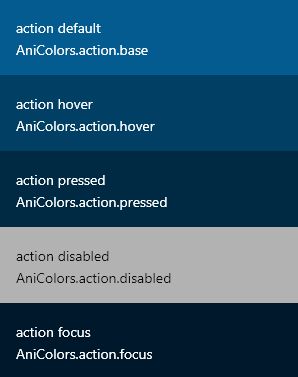 action default
AniColors.action.base
action hover
AniColors.action.hover
action pressed
AniColors.action.pressed
action disabled
AniColors.action.disabled
action focus
AniColors.action.focus